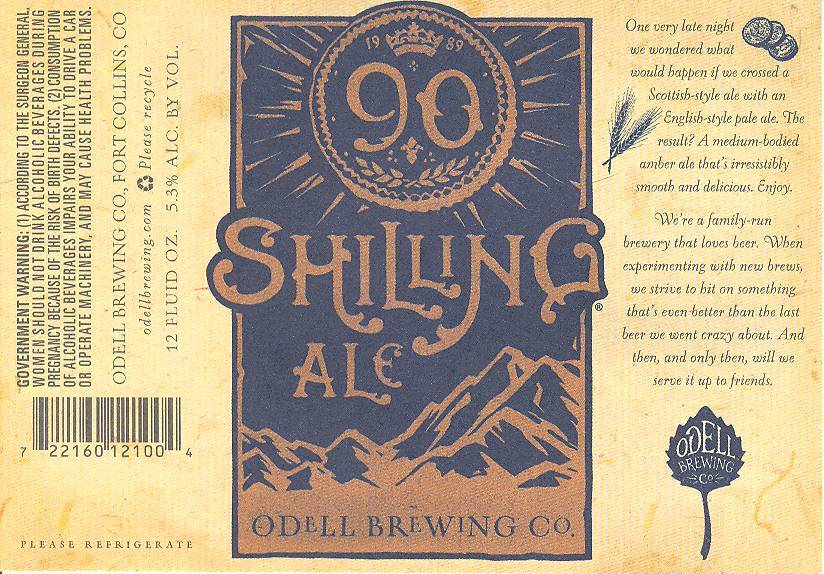 GOVERNMENT WARNING: (1) ACCORDING TO THE SURGEON GENERAL,
WOMEN SHOULD NOT DRINK ALCOHOLIC BEVERAGES DURING
PREGNANCY BECAUSE OF THE RISK OF BIRTH DEFECTS. (2) CONSUMPTION
OF ALCOHOLIC BEVERAGES IMPAIRS YOUR ABILITY TO DRIVE A CAR
OR OPERATE MACHINERY, AND MAY CAUSE HEALTH PROBLEMS.
ODELL BREWING CO, FORT COLLINS, CO
odellbrewing.com Please recycle
12 FLUID OZ. 5.3% ALC. BY VOL.
7 22160 12100 4
PLEASE REFRIGERATE
19 89
90
SHILLING
®
ALE
ODELL BREWING CO.
One very late night
we wondered what
would happen if we crossed a
Scottish-style ale with an
English-style pale ale. The
result? A medium-bodied
amber ale that's irresistibly
smooth and delicious. Enjoy.
We're a family-run
brewery that loves beer. When
experimenting with new brews,
we strive to hit on something
that's even better than the last
beer we went crazy about. And
then, and only then, will we
serve it up to friends.
ODELL
BREWING
CO